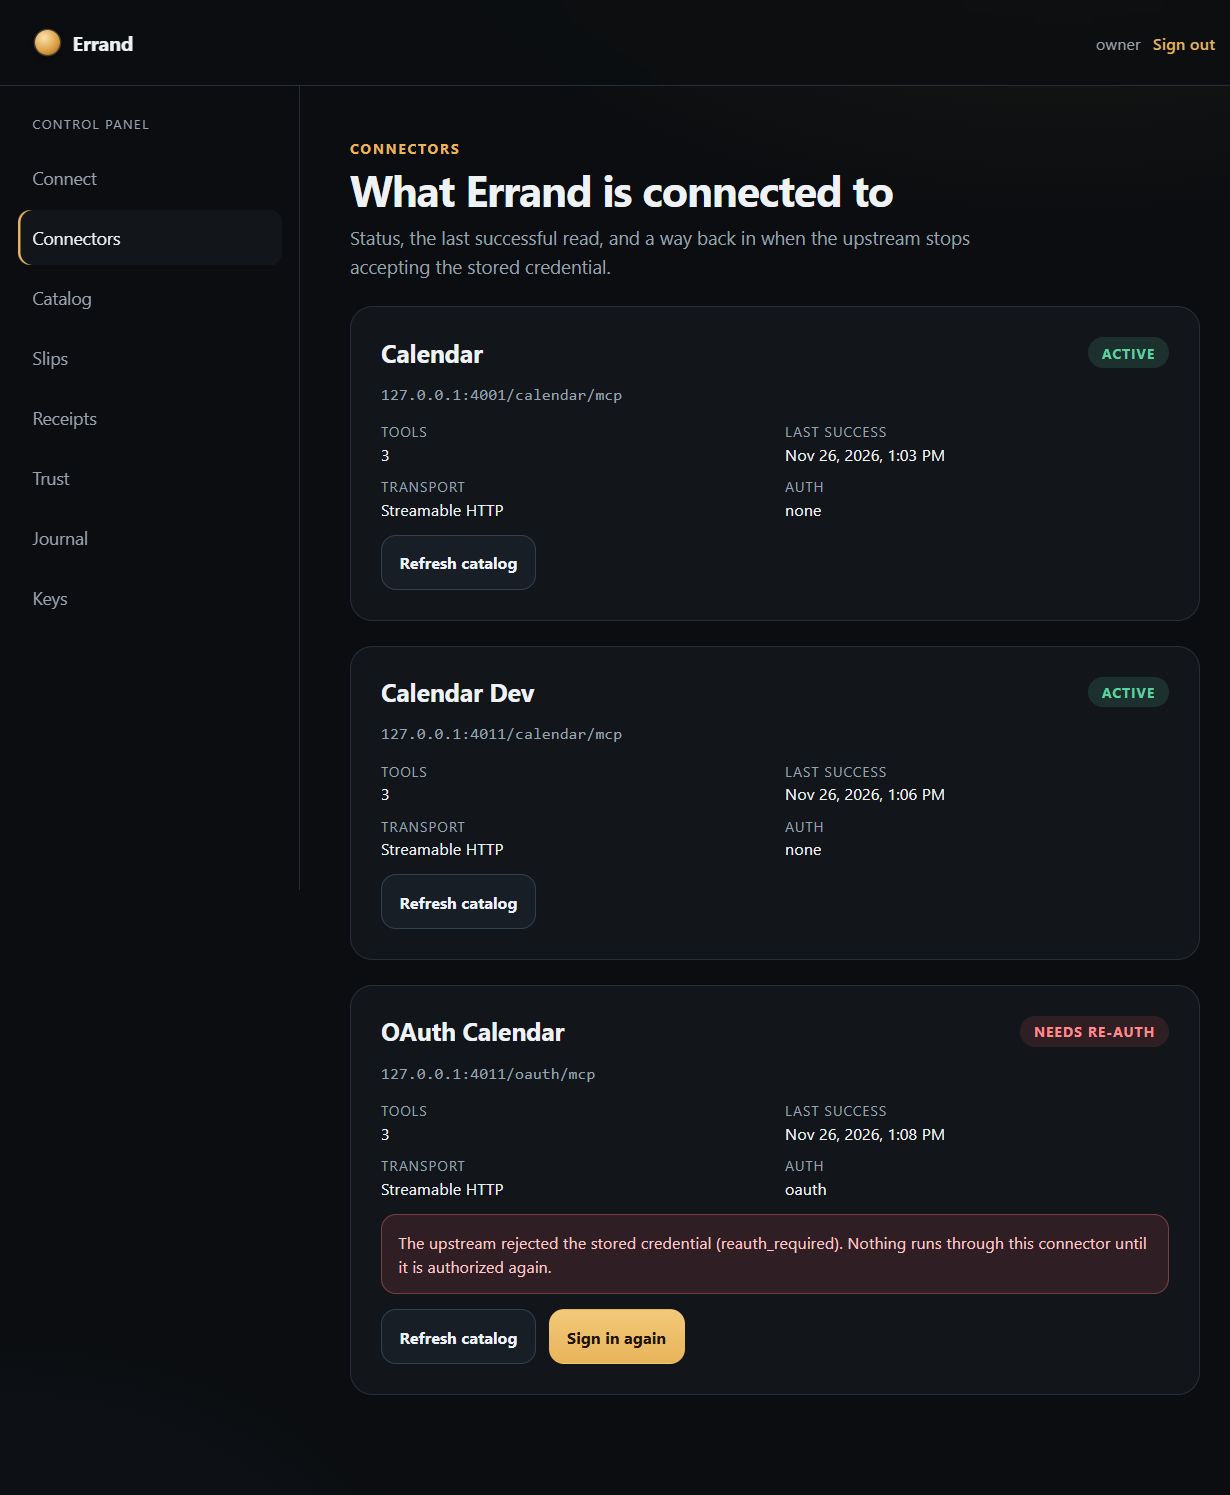 Errand
owner Sign out
CONTROL PANEL
Connect
Connectors
Catalog
Slips
Receipts
Trust
Journal
Keys
CONNECTORS
What Errand is connected to
Status, the last successful read, and a way back in when the upstream stops
accepting the stored credential.
Calendar
ACTIVE
127.0.0.1:4001/calendar/mcp
TOOLS
3
LAST SUCCESS
Nov 26, 2026, 1:03 PM
TRANSPORT
Streamable HTTP
AUTH
none
Refresh catalog
Calendar Dev
ACTIVE
127.0.0.1:4011/calendar/mcp
TOOLS
3
LAST SUCCESS
Nov 26, 2026, 1:06 PM
TRANSPORT
Streamable HTTP
AUTH
none
Refresh catalog
OAuth Calendar
NEEDS RE-AUTH
127.0.0.1:4011/oauth/mcp
TOOLS
3
LAST SUCCESS
Nov 26, 2026, 1:08 PM
TRANSPORT
Streamable HTTP
AUTH
oauth
The upstream rejected the stored credential (reauth_required). Nothing runs through this connector until
it is authorized again.
Refresh catalog
Sign in again